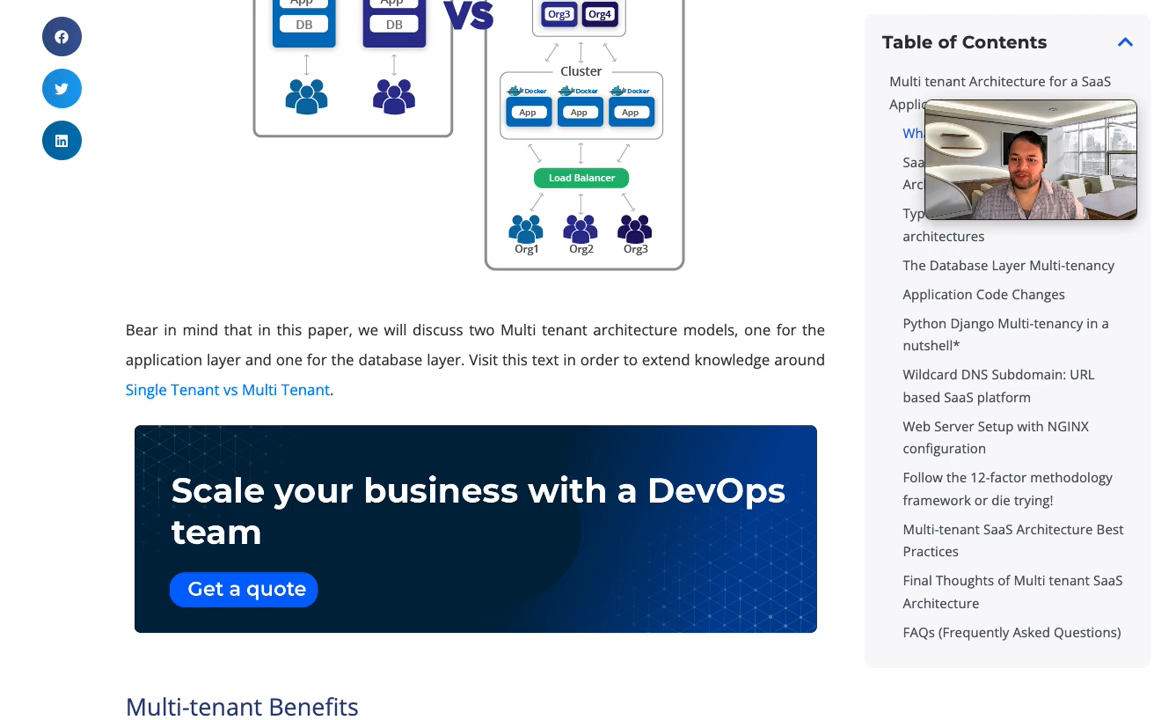 App
App
DB
DB
VS
Org3
Org4
Cluster
Docker
Docker
Docker
App
App
App
Load Balancer
Org1
Org2
Org3
Bear in mind that in this paper, we will discuss two Multi tenant architecture models, one for the
application layer and one for the database layer. Visit this text in order to extend knowledge around
Single Tenant vs Multi Tenant.
Scale your business with a DevOps
team
Get a quote
Multi-tenant Benefits
Table of Contents
Multi tenant Architecture for a SaaS
architectures
The Database Layer Multi-tenancy
Application Code Changes
Python Django Multi-tenancy in a
nutshell*
Wildcard DNS Subdomain: URL
based SaaS platform
Web Server Setup with NGINX
configuration
Follow the 12-factor methodology
framework or die trying!
Multi-tenant SaaS Architecture Best
Practices
Final Thoughts of Multi tenant SaaS
Architecture
FAQs (Frequently Asked Questions)